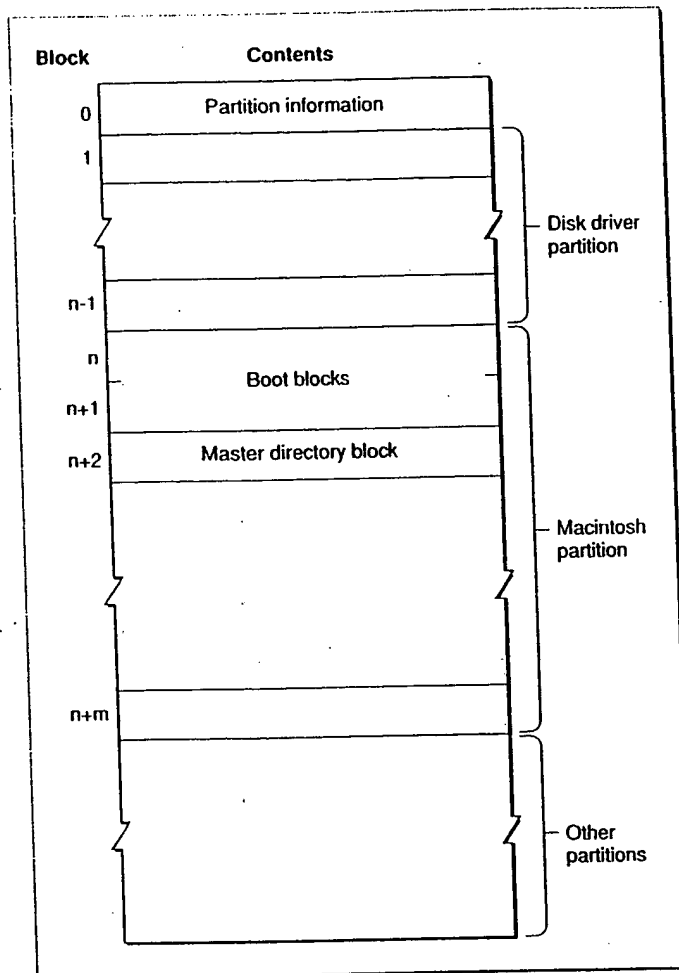 Block Contents
0 Partition information
1
Disk driver
partition
n-1
n
Boot blocks
n+1
n+2 Master directory block
Macintosh
partition
n+m
Other
partitions